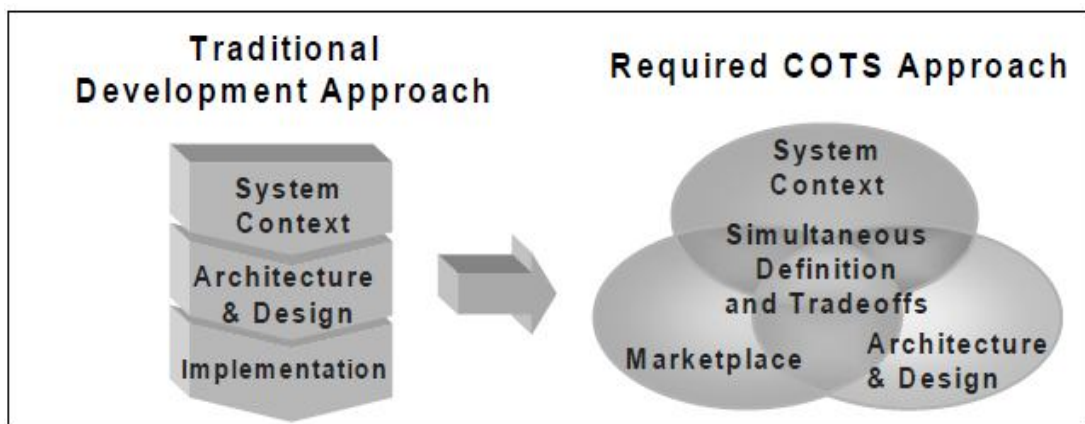 Traditional
Development Approach
System
Context
Architecture
& Design
Implementation
Required COTS Approach
System
Context
Simultaneous
Definition
and Tradeoffs
Marketplace
Architecture
& Design